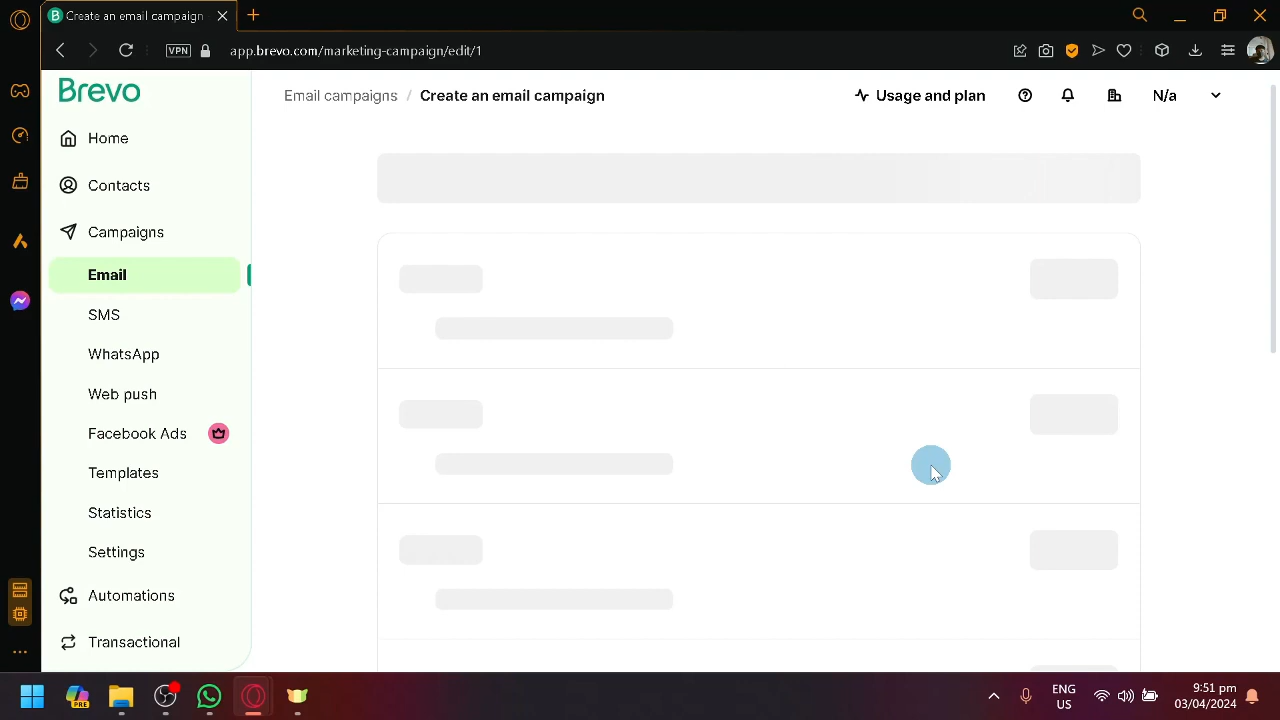 Create an email campaign
VPN
app.brevo.com/marketing-campaign/edit/1
Brevo
Email campaigns / Create an email campaign
Usage and plan
N/A
Home
Contacts
Campaigns
Email
SMS
WhatsApp
Web push
Facebook Ads
Templates
Statistics
Settings
Automations
Transactional
PRE
ENG
US
9:51 pm
03/04/2024